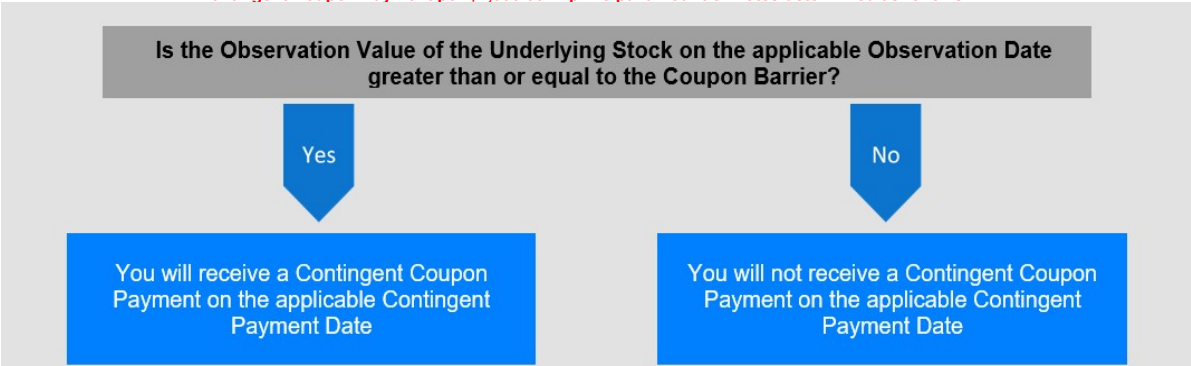 Is the Observation Value of the Underlying Stock on the applicable Observation Date
greater than or equal to the Coupon Barrier?
Yes
No
You will receive a Contingent Coupon
Payment on the applicable Contingent
Payment Date
You will not receive a Contingent Coupon
Payment on the applicable Contingent
Payment Date